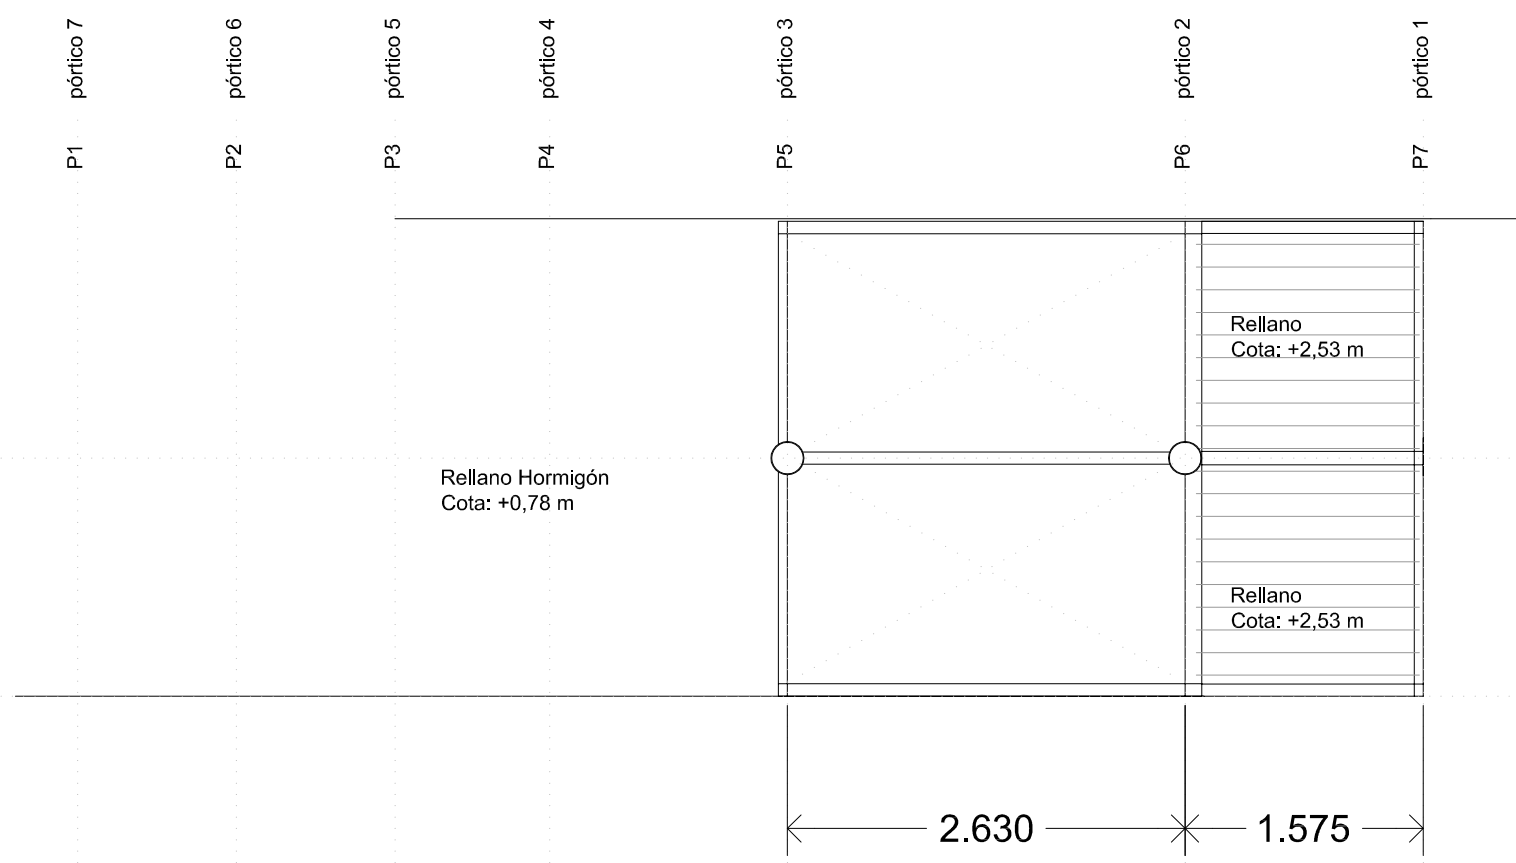 pórtico 7
pórtico 6
pórtico 5
pórtico 4
pórtico 3
pórtico 2
pórtico 1
P1
P2
P3
P4
P5
P6
P7
Rellano
Cota: +2,53 m
Rellano Hormigón
Cota: +0,78 m
Rellano
Cota: +2,53 m
2.630
1.575